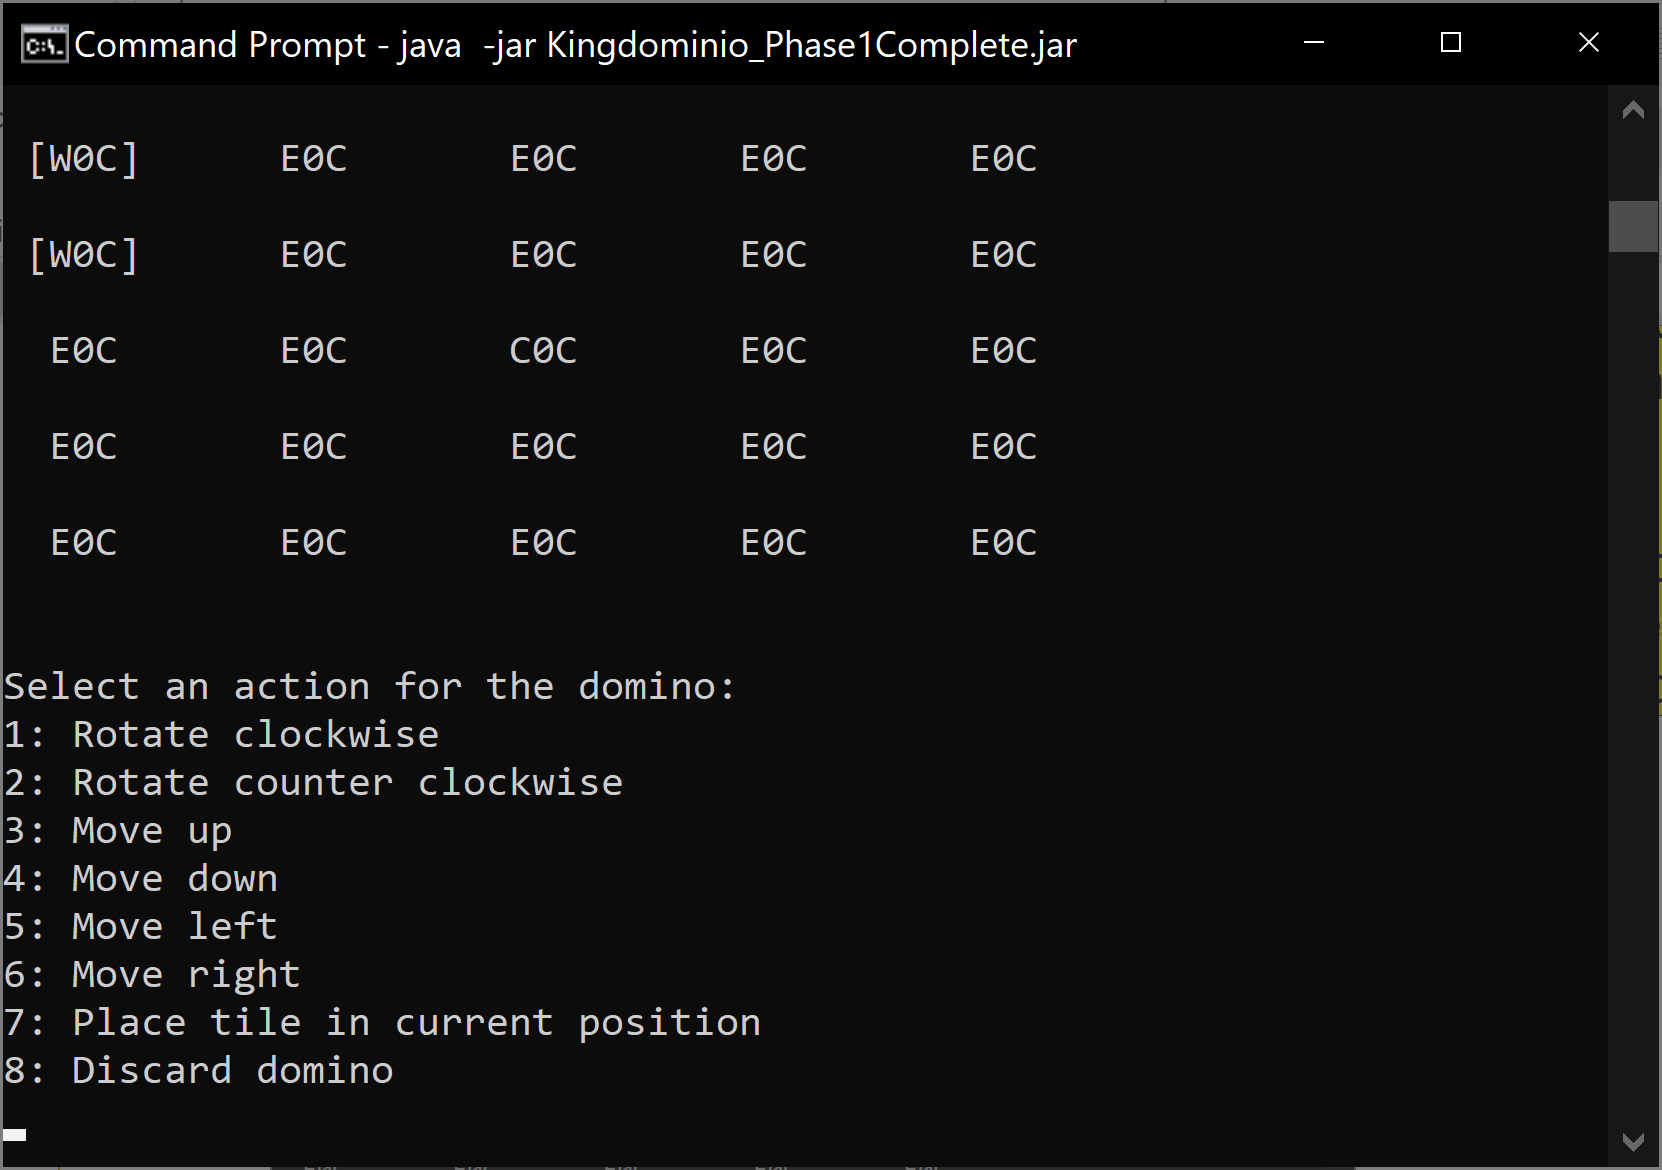 Command Prompt - java  -jar Kingdominio_Phase1Complete.jar
[W0C] E0C E0C E0C E0C
[W0C] E0C E0C E0C E0C
E0C E0C C0C E0C E0C
E0C E0C E0C E0C E0C
E0C E0C E0C E0C E0C
Select an action for the domino:
1: Rotate clockwise
2: Rotate counter clockwise
3: Move up
4: Move down
5: Move left
6: Move right
7: Place tile in current position
8: Discard domino